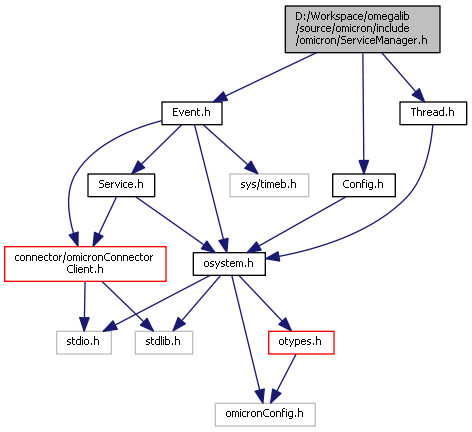 D:/Workspace/omegalib
/source/omicron/include
/omicron/ServiceManager.h
Event.h
Thread.h
Service.h
sys/timeb.h
Config.h
connector/omicronConnector
Client.h
osystem.h
stdio.h
stdlib.h
otypes.h
omicronConfig.h